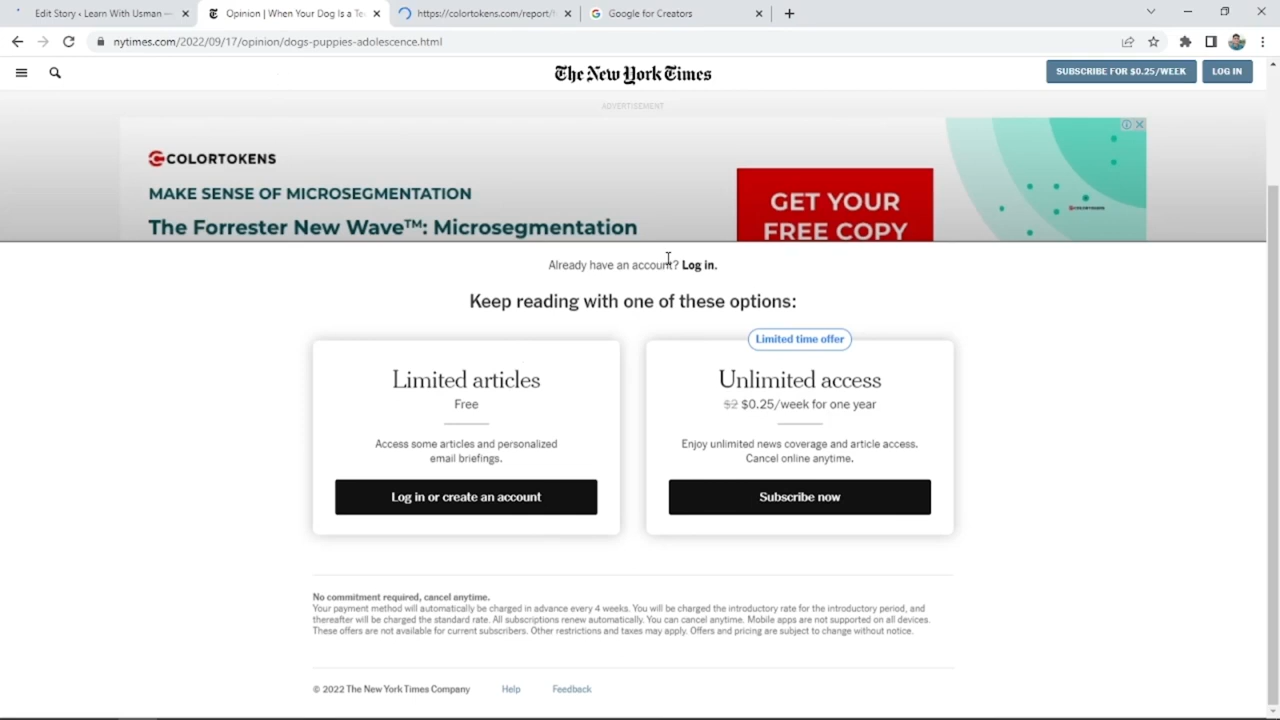 Edit Story ‹ Learn With Usman —
Opinion | When Your Dog Is a Te
https://colortokens.com/report/
Google for Creators
nytimes.com/2022/09/17/opinion/dogs-puppies-adolescence.html
The New York Times
SUBSCRIBE FOR $0.25/WEEK
LOG IN
ADVERTISEMENT
COLORTOKENS
MAKE SENSE OF MICROSEGMENTATION
The Forrester New Wave™: Microsegmentation
GET YOUR
FREE COPY
COLORTOKENS
Already have an account? Log in.
Keep reading with one of these options:
Limited articles
Free
Access some articles and personalized
email briefings.
Log in or create an account
Limited time offer
Unlimited access
$2 $0.25/week for one year
Enjoy unlimited news coverage and article access.
Cancel online anytime.
Subscribe now
No commitment required, cancel anytime.
Your payment method will automatically be charged in advance every 4 weeks. You will be charged the introductory rate for the introductory period, and
thereafter will be charged the standard rate. All subscriptions renew automatically. You can cancel anytime. Mobile apps are not supported on all devices.
These offers are not available for current subscribers. Other restrictions and taxes may apply. Offers and pricing are subject to change without notice.
© 2022 The New York Times Company
Help
Feedback